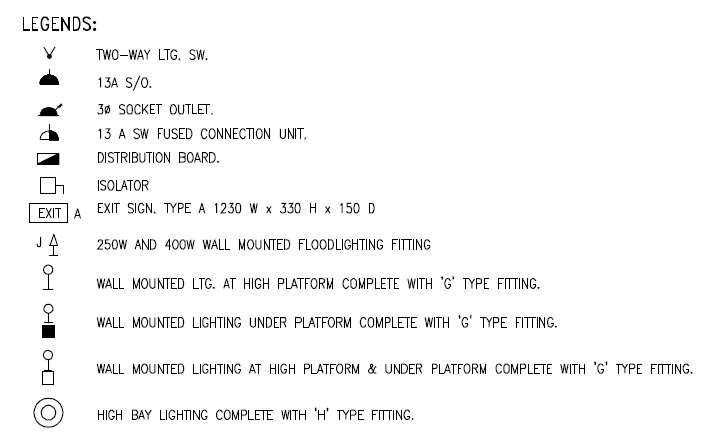 LEGENDS:
TWO-WAY LTG. SW.
13A S/O.
3ø SOCKET OUTLET.
13 A SW FUSED CONNECTION UNIT.
DISTRIBUTION BOARD.
ISOLATOR
EXIT A EXIT SIGN, TYPE A 1230 W x 330 H x 150 D
J 250W AND 400W WALL MOUNTED FLOODLIGHTING FITTING
WALL MOUNTED LTG. AT HIGH PLATFORM COMPLETE WITH 'G' TYPE FITTING.
WALL MOUNTED LIGHTING UNDER PLATFORM COMPLETE WITH 'G' TYPE FITTING.
WALL MOUNTED LIGHTING AT HIGH PLATFORM & UNDER PLATFORM COMPLETE WITH 'G' TYPE FITTING.
HIGH BAY LIGHTING COMPLETE WITH 'H' TYPE FITTING.